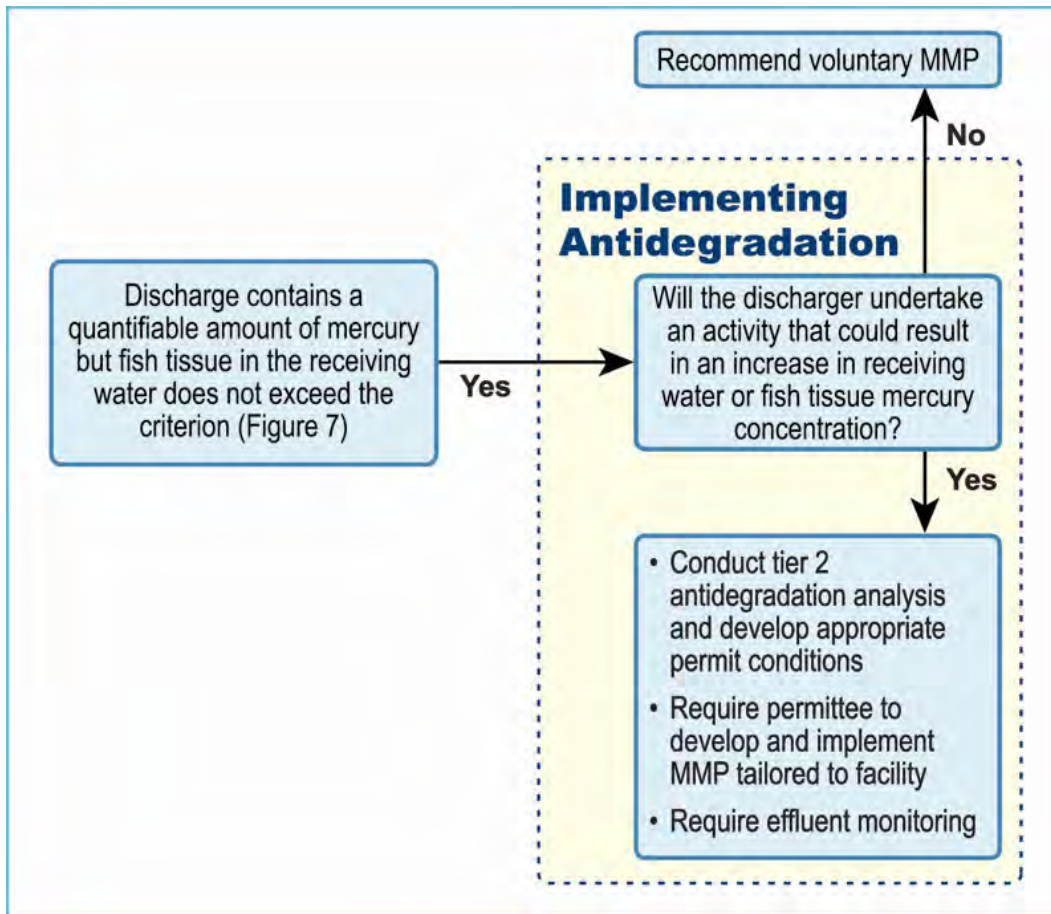 Recommend voluntary MMP
No
Implementing
Antidegradation
Discharge contains a
quantifiable amount of mercury
but fish tissue in the receiving
water does not exceed the
criterion (Figure 7)
Yes
Will the discharger undertake
an activity that could result
in an increase in receiving
water or fish tissue mercury
concentration?
Yes
• Conduct tier 2
antidegradation analysis
and develop appropriate
permit conditions
• Require permittee to
develop and implement
MMP tailored to facility
• Require effluent monitoring